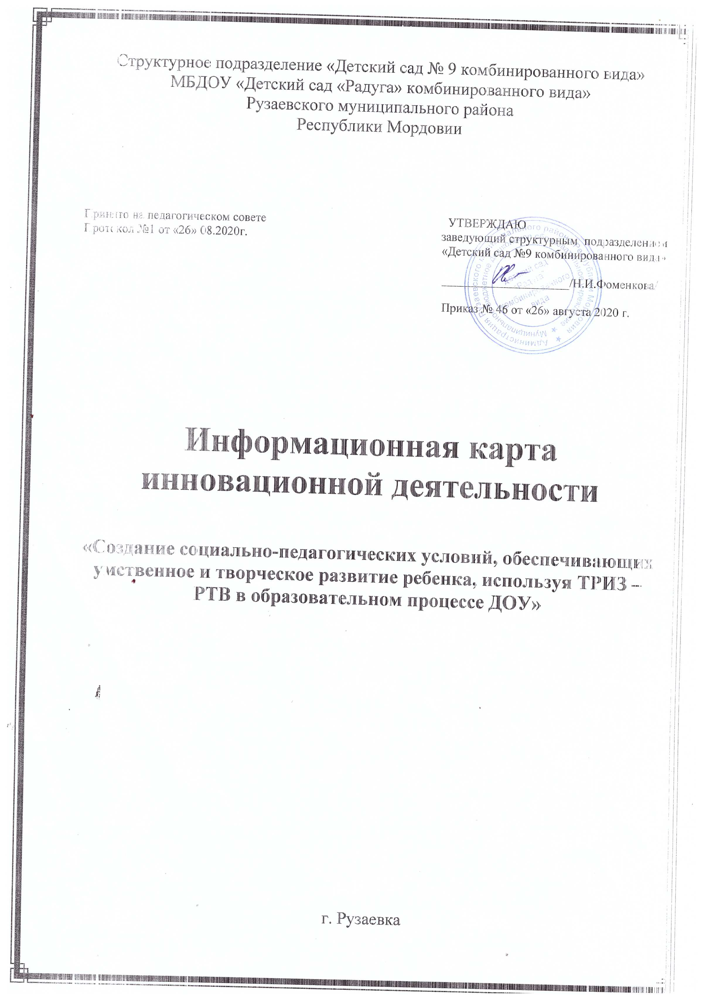 Структурное подразделение «Детский сад № 9 комбинированного вида»
МБДОУ «Детский сад «Радуга» комбинированного вида»
Рузаевского муниципального района
Республики Мордовии
Принято на педагогическом совете
Протокол №1 от «26» 08.2020г.
УТВЕРЖДАЮ
заведующий структурным подразделением
«Детский сад №9 комбинированного вида»
/Н.И.Фоменкова/
Приказ № 46 от «26» августа 2020 г.
Администрация Рузаевского муниципального района Республики Мордовия
Муниципальное бюджетное дошкольное образовательное учреждение
"Детский сад
"Радуга"
комбинированного
вида
Информационная карта
инновационной деятельности
«Создание социально-педагогических условий, обеспечивающих
умственное и творческое развитие ребенка, используя ТРИЗ –
РТВ в образовательном процессе ДОУ»
г. Рузаевка